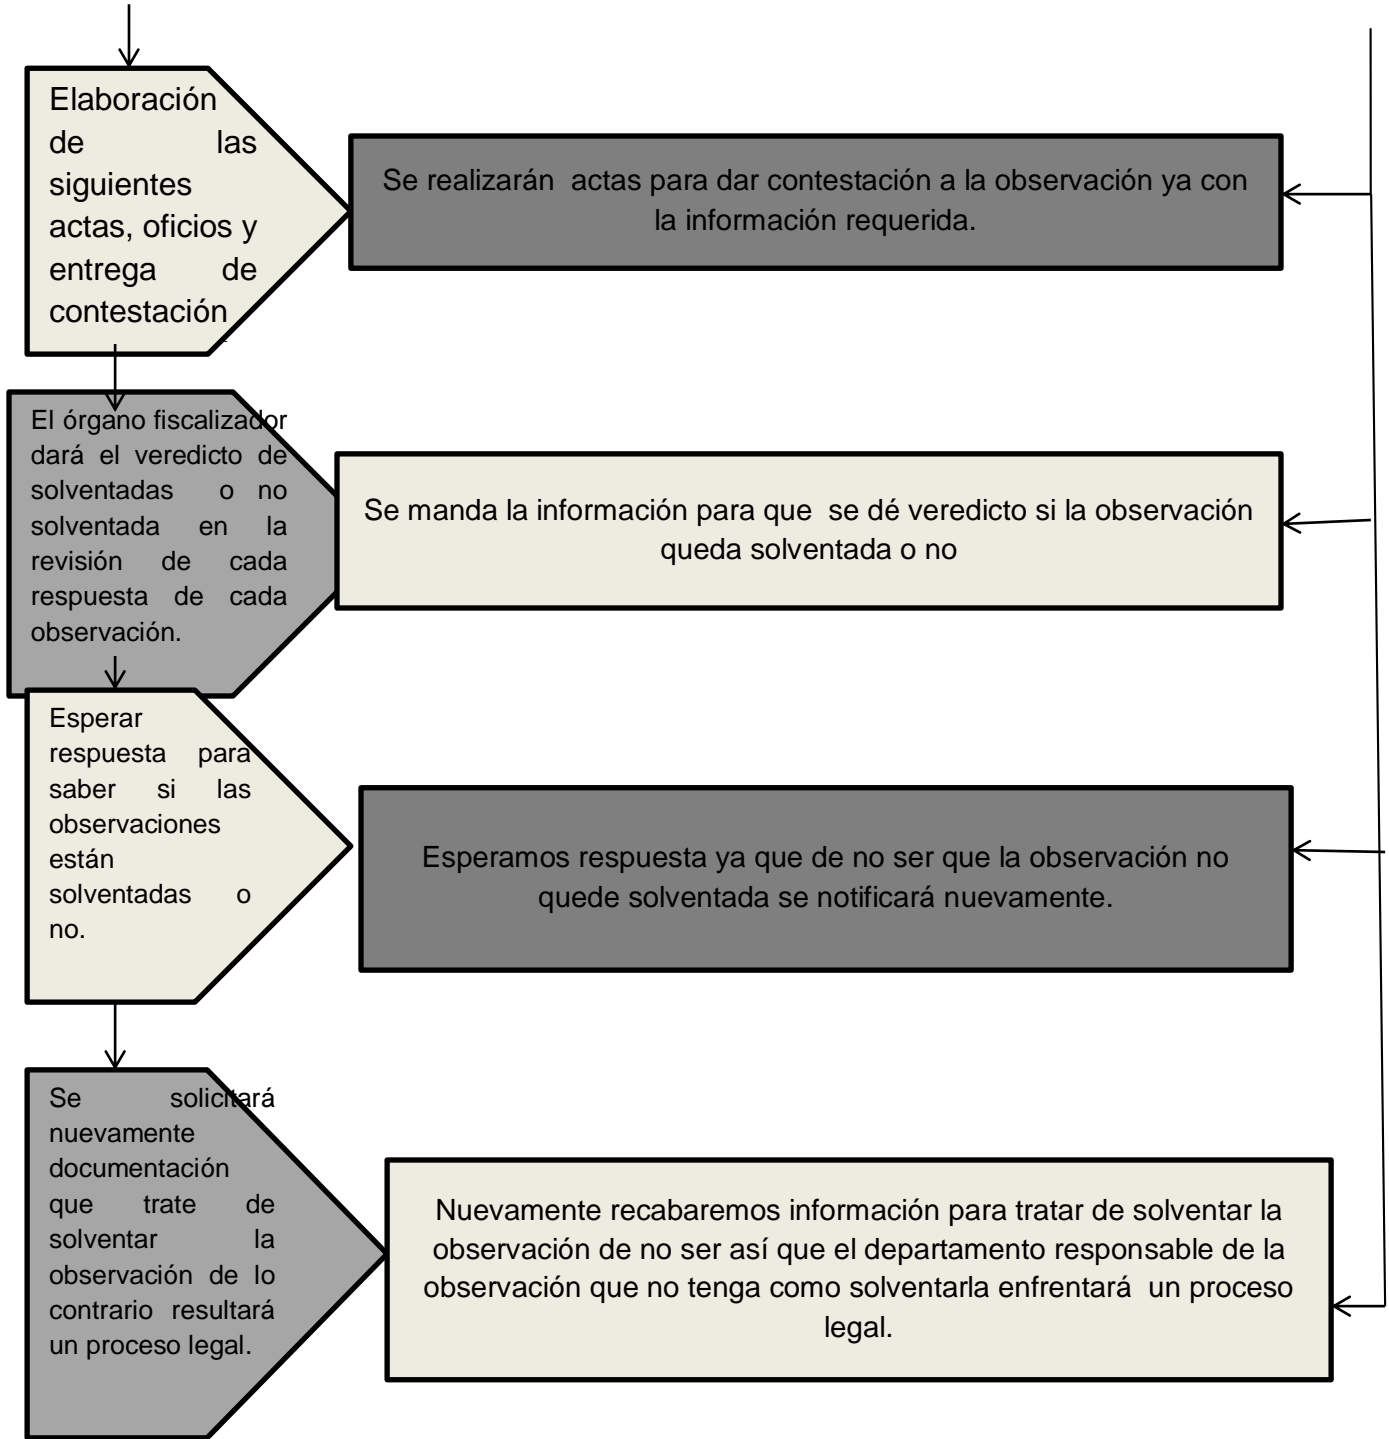 Elaboración
de las
siguientes
actas, oficios y
entrega de
contestación
Se realizarán actas para dar contestación a la observación ya con
la información requerida.
El órgano fiscalizador
dará el veredicto de
solventadas o no
solventada en la
revisión de cada
respuesta de cada
observación.
Se manda la información para que se dé veredicto si la observación
queda solventada o no
Esperar
respuesta para
saber si las
observaciones
están
solventadas o
no.
Esperamos respuesta ya que de no ser que la observación no
quede solventada se notificará nuevamente.
Se solicitará
nuevamente
documentación
que trate de
solventar la
observación de lo
contrario resultará
un proceso legal.
Nuevamente recabaremos información para tratar de solventar la
observación de no ser así que el departamento responsable de la
observación que no tenga como solventarla enfrentará un proceso
legal.